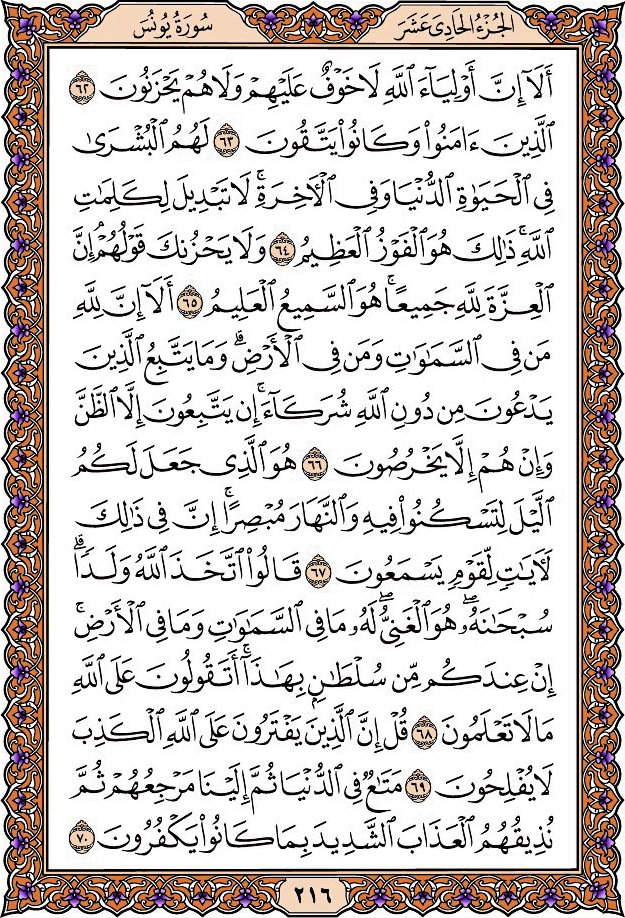 الجُزْءُ الحَادِي عَشَرَ
سُورَةُ يُونُسَ
أَلَآ إِنَّ أَوْلِيَآءَ ٱللَّهِ لَا خَوْفٌ عَلَيْهِمْ وَلَا هُمْ يَحْزَنُونَ ٦٢
ٱلَّذِينَ ءَامَنُوا۟ وَكَانُوا۟ يَتَّقُونَ ٦٣ لَهُمُ ٱلْبُشْرَىٰ
فِى ٱلْحَيَوٰةِ ٱلدُّنْيَا وَفِى ٱلْـَٔاخِرَةِ ۚ لَا تَبْدِيلَ لِكَلِمَٰتِ
ٱللَّهِ ۚ ذَٰلِكَ هُوَ ٱلْفَوْزُ ٱلْعَظِيمُ ٦٤ وَلَا يَحْزُنكَ قَوْلُهُمْ ۘ إِنَّ
ٱلْعِزَّةَ لِلَّهِ جَمِيعًا ۚ هُوَ ٱلسَّمِيعُ ٱلْعَلِيمُ ٦٥ أَلَآ إِنَّ لِلَّهِ
مَن فِى ٱلسَّمَٰوَٰتِ وَمَن فِى ٱلْأَرْضِ ۗ وَمَا يَتَّبِعُ ٱلَّذِينَ
يَدْعُونَ مِن دُونِ ٱللَّهِ شُرَكَآءَ ۚ إِن يَتَّبِعُونَ إِلَّا ٱلظَّنَّ
وَإِنْ هُمْ إِلَّا يَخْرُصُونَ ٦٦ هُوَ ٱلَّذِى جَعَلَ لَكُمُ
ٱلَّيْلَ لِتَسْكُنُوا۟ فِيهِ وَٱلنَّهَارَ مُبْصِرًا ۚ إِنَّ فِى ذَٰلِكَ
لَـَٔايَٰتٍ لِّقَوْمٍ يَسْمَعُونَ ٦٧ قَالُوا۟ ٱتَّخَذَ ٱللَّهُ وَلَدًا ۗ
سُبْحَٰنَهُۥ ۖ هُوَ ٱلْغَنِىُّ ۖ لَهُۥ مَا فِى ٱلسَّمَٰوَٰتِ وَمَا فِى ٱلْأَرْضِ ۚ
إِنْ عِندَكُم مِّن سُلْطَٰنٍۭ بِهَٰذَآ ۚ أَتَقُولُونَ عَلَى ٱللَّهِ
مَا لَا تَعْلَمُونَ ٦٨ قُلْ إِنَّ ٱلَّذِينَ يَفْتَرُونَ عَلَى ٱللَّهِ ٱلْكَذِبَ
لَا يُفْلِحُونَ ٦٩ مَتَٰعٌ فِى ٱلدُّنْيَا ثُمَّ إِلَيْنَا مَرْجِعُهُمْ ثُمَّ
نُذِيقُهُمُ ٱلْعَذَابَ ٱلشَّدِيدَ بِمَا كَانُوا۟ يَكْفُرُونَ ٧٠
٢١٦